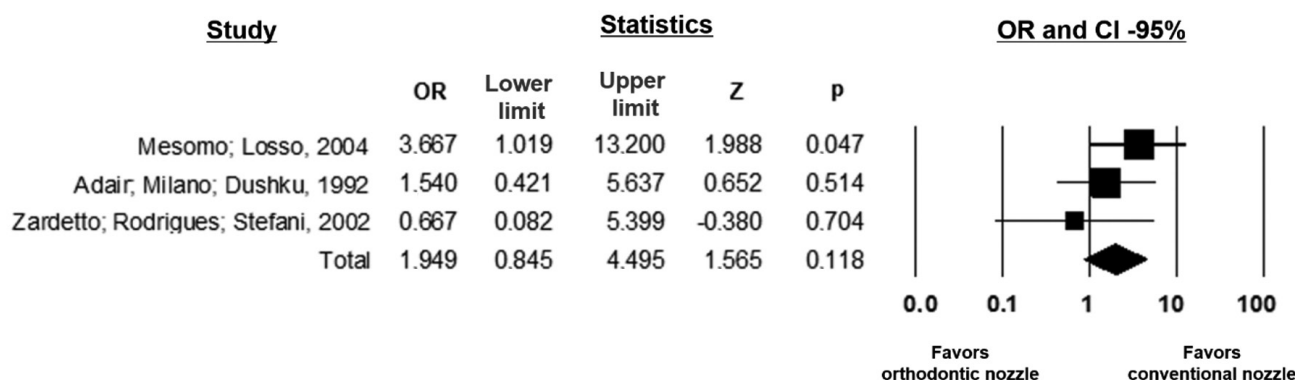 Study Statistics OR and CI -95%
OR Lower limit Upper limit Z p
Mesomo; Losso, 2004 3.667 1.019 13.200 1.988 0.047
Adair; Milano; Dushku, 1992 1.540 0.421 5.637 0.652 0.514
Zardetto; Rodrigues; Stefani, 2002 0.667 0.082 5.399 -0.380 0.704
Total 1.949 0.845 4.495 1.565 0.118
0.0 0.1 1 10 100
Favors orthodontic nozzle Favors conventional nozzle